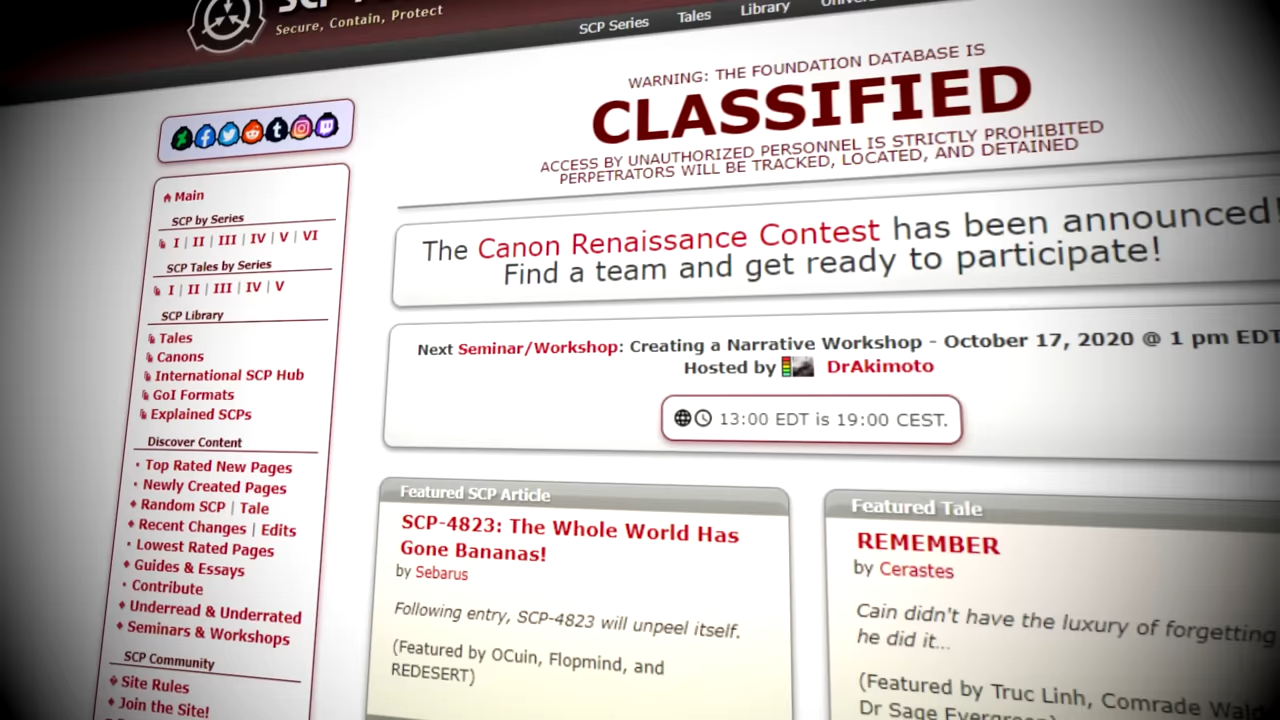 Secure, Contain, Protect
SCP Series
Tales
Library
WARNING: THE FOUNDATION DATABASE IS
CLASSIFIED
ACCESS BY UNAUTHORIZED PERSONNEL IS STRICTLY PROHIBITED
PERPETRATORS WILL BE TRACKED, LOCATED, AND DETAINED
Main
SCP by Series
I | II | III | IV | V | VI
SCP Tales by Series
I | II | III | IV | V
SCP Library
Tales
Canons
International SCP Hub
GoI Formats
Explained SCPs
Discover Content
Top Rated New Pages
Newly Created Pages
Random SCP | Tale
Recent Changes | Edits
Lowest Rated Pages
Guides & Essays
Contribute
Underread & Underrated
Seminars & Workshops
SCP Community
Site Rules
Join the Site!
The Canon Renaissance Contest has been announced!
Find a team and get ready to participate!
Next Seminar/Workshop: Creating a Narrative Workshop - October 17, 2020 @ 1 pm EDT
Hosted by DrAkimoto
13:00 EDT is 19:00 CEST.
Featured SCP Article
SCP-4823: The Whole World Has
Gone Bananas!
by Sebarus
Following entry, SCP-4823 will unpeel itself.
(Featured by OCuin, Flopmind, and
REDESERT)
Featured Tale
REMEMBER
by Cerastes
Cain didn't have the luxury of forgetting
he did it...
(Featured by Truc Linh, Comrade
Dr Sage